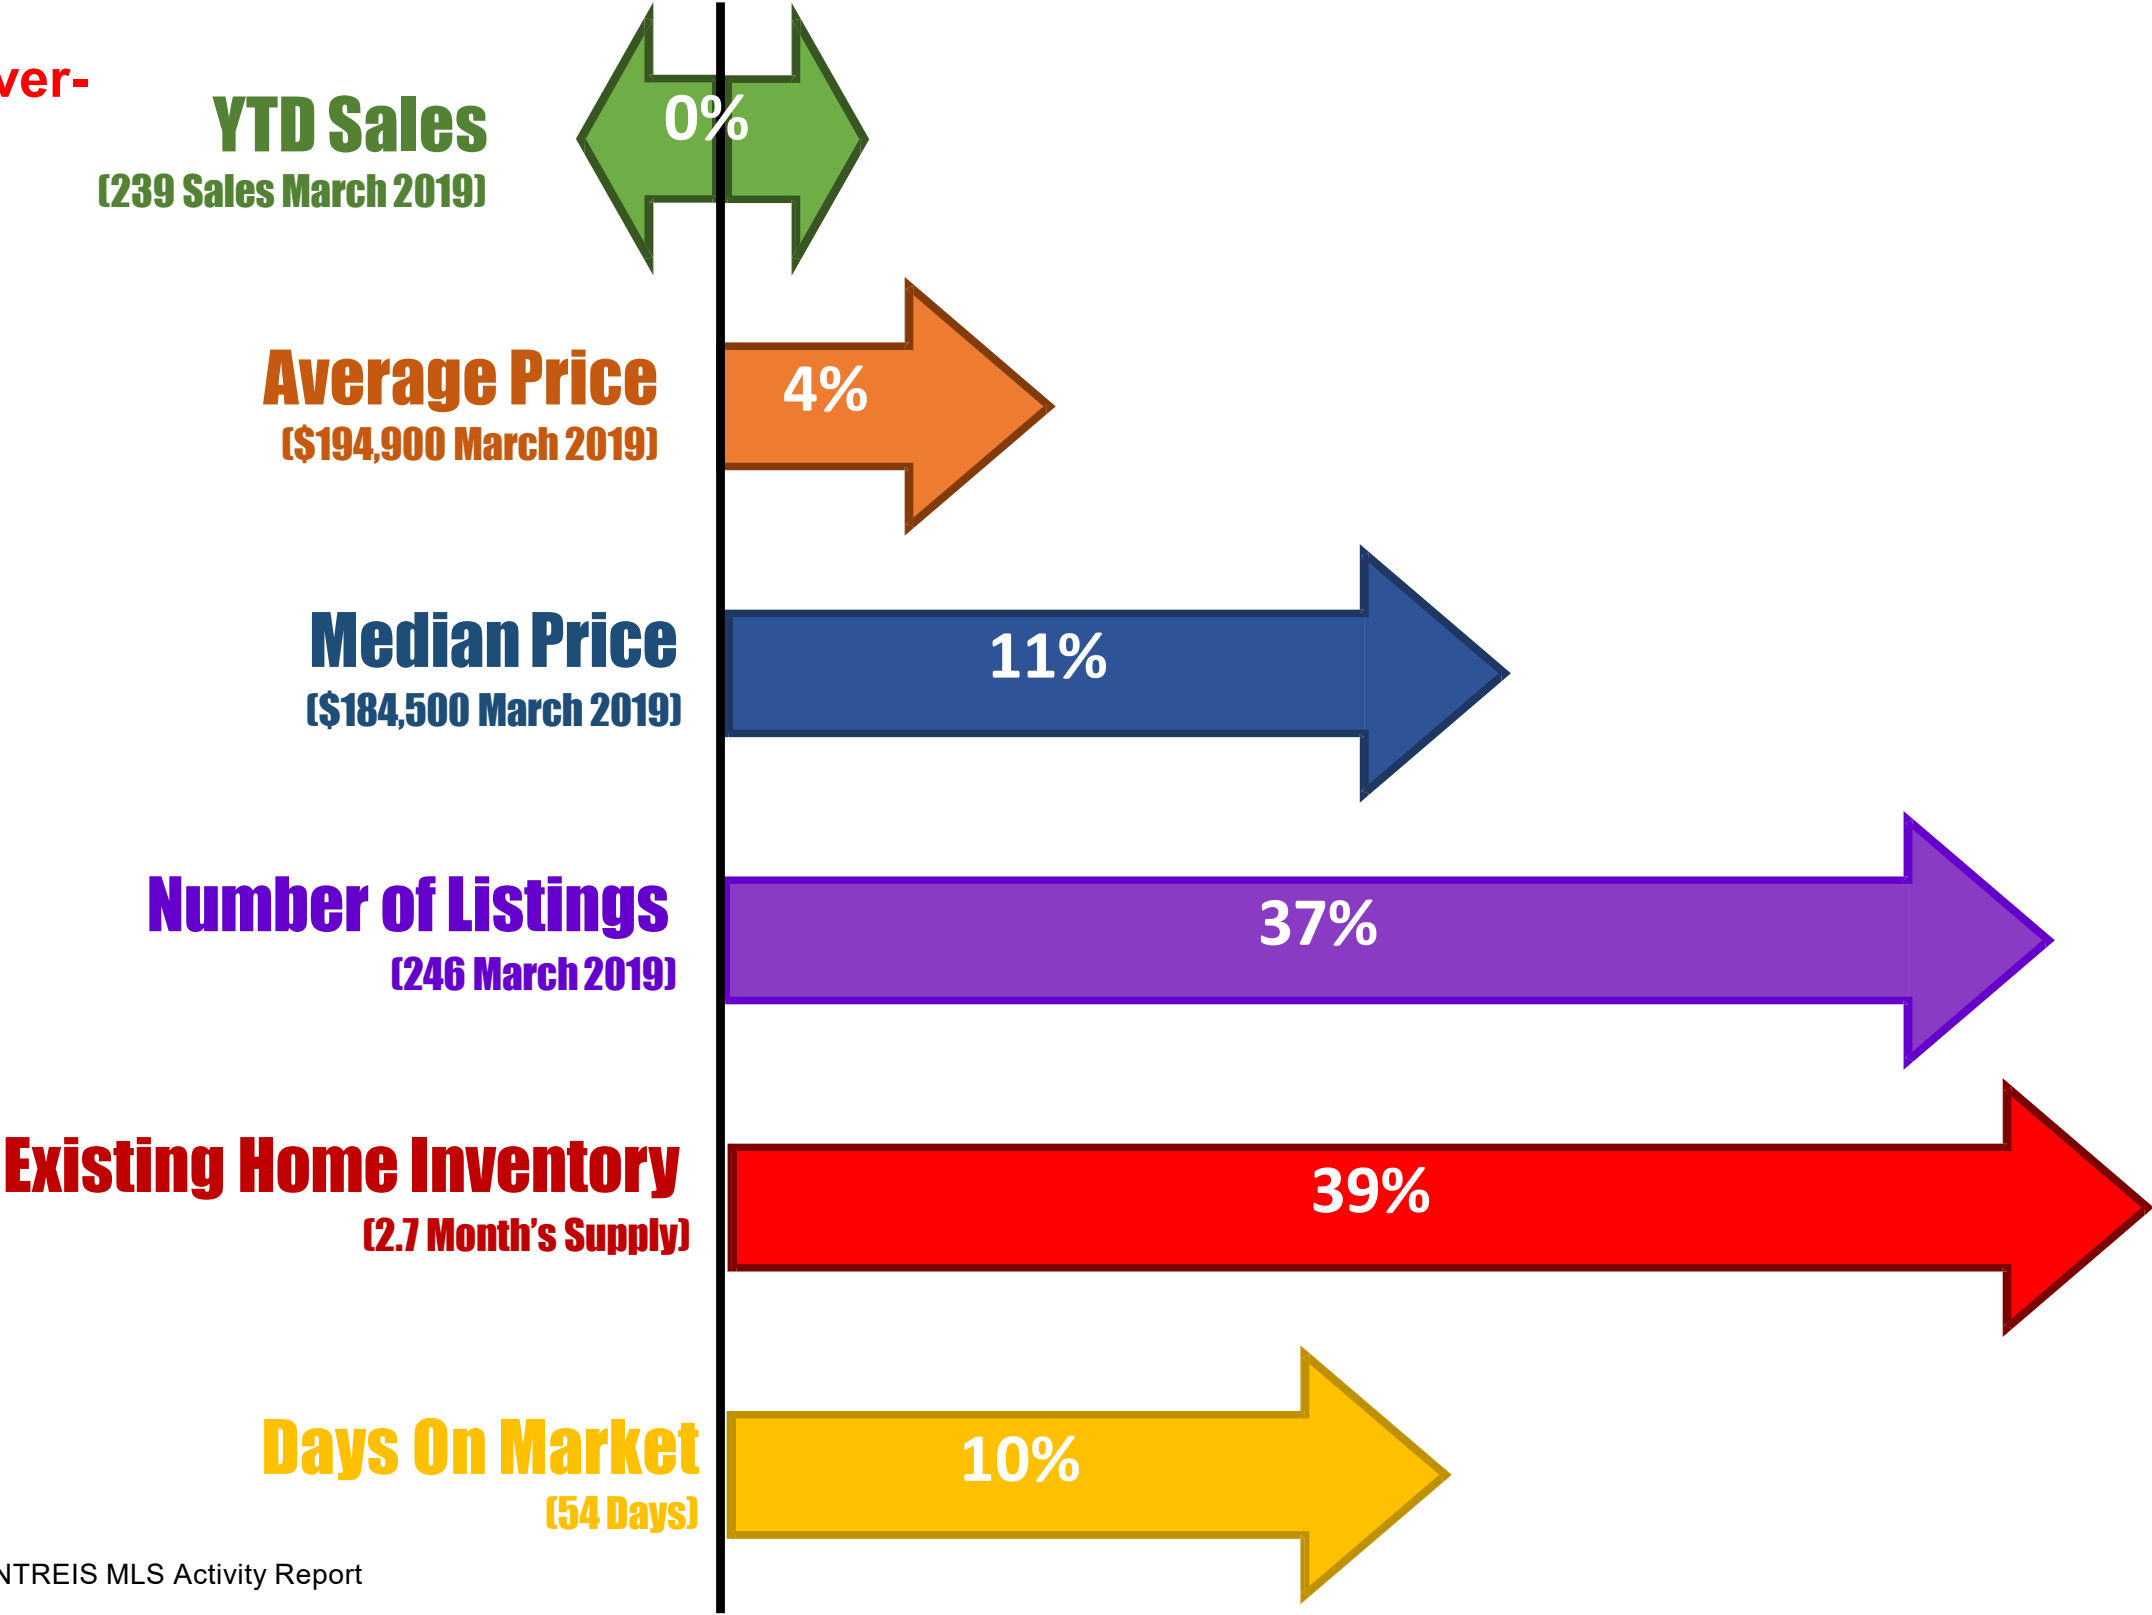 ver-
YTD Sales
0%
(239 Sales March 2019)
Average Price
4%
($194,900 March 2019)
Median Price
11%
($184,500 March 2019)
Number of Listings
37%
(246 March 2019)
Existing Home Inventory
39%
(2.7 Month’s Supply)
Days On Market
10%
(54 Days)
NTREIS MLS Activity Report